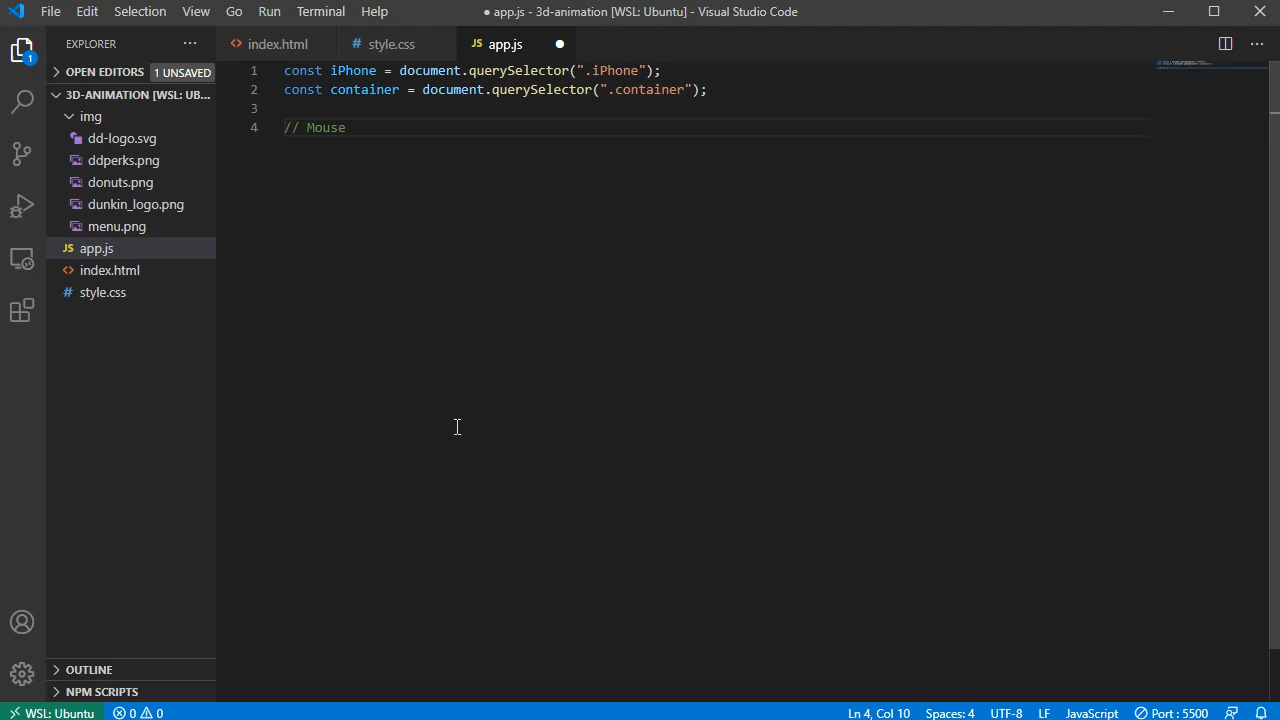 File Edit Selection View Go Run Terminal Help ● app.js - 3d-animation [WSL: Ubuntu] - Visual Studio Code
EXPLORER ··· <> index.html # style.css JS app.js ● ···
1
OPEN EDITORS 1 UNSAVED
3D-ANIMATION [WSL: UB...
img
dd-logo.svg
ddperks.png
donuts.png
dunkin_logo.png
menu.png
JS app.js
<> index.html
# style.css
OUTLINE
NPM SCRIPTS
1 const iPhone = document.querySelector(".iPhone");
2 const container = document.querySelector(".container");
3
4 // Mouse
WSL: Ubuntu 0 0 Ln 4, Col 10 Spaces: 4 UTF-8 LF JavaScript Port : 5500